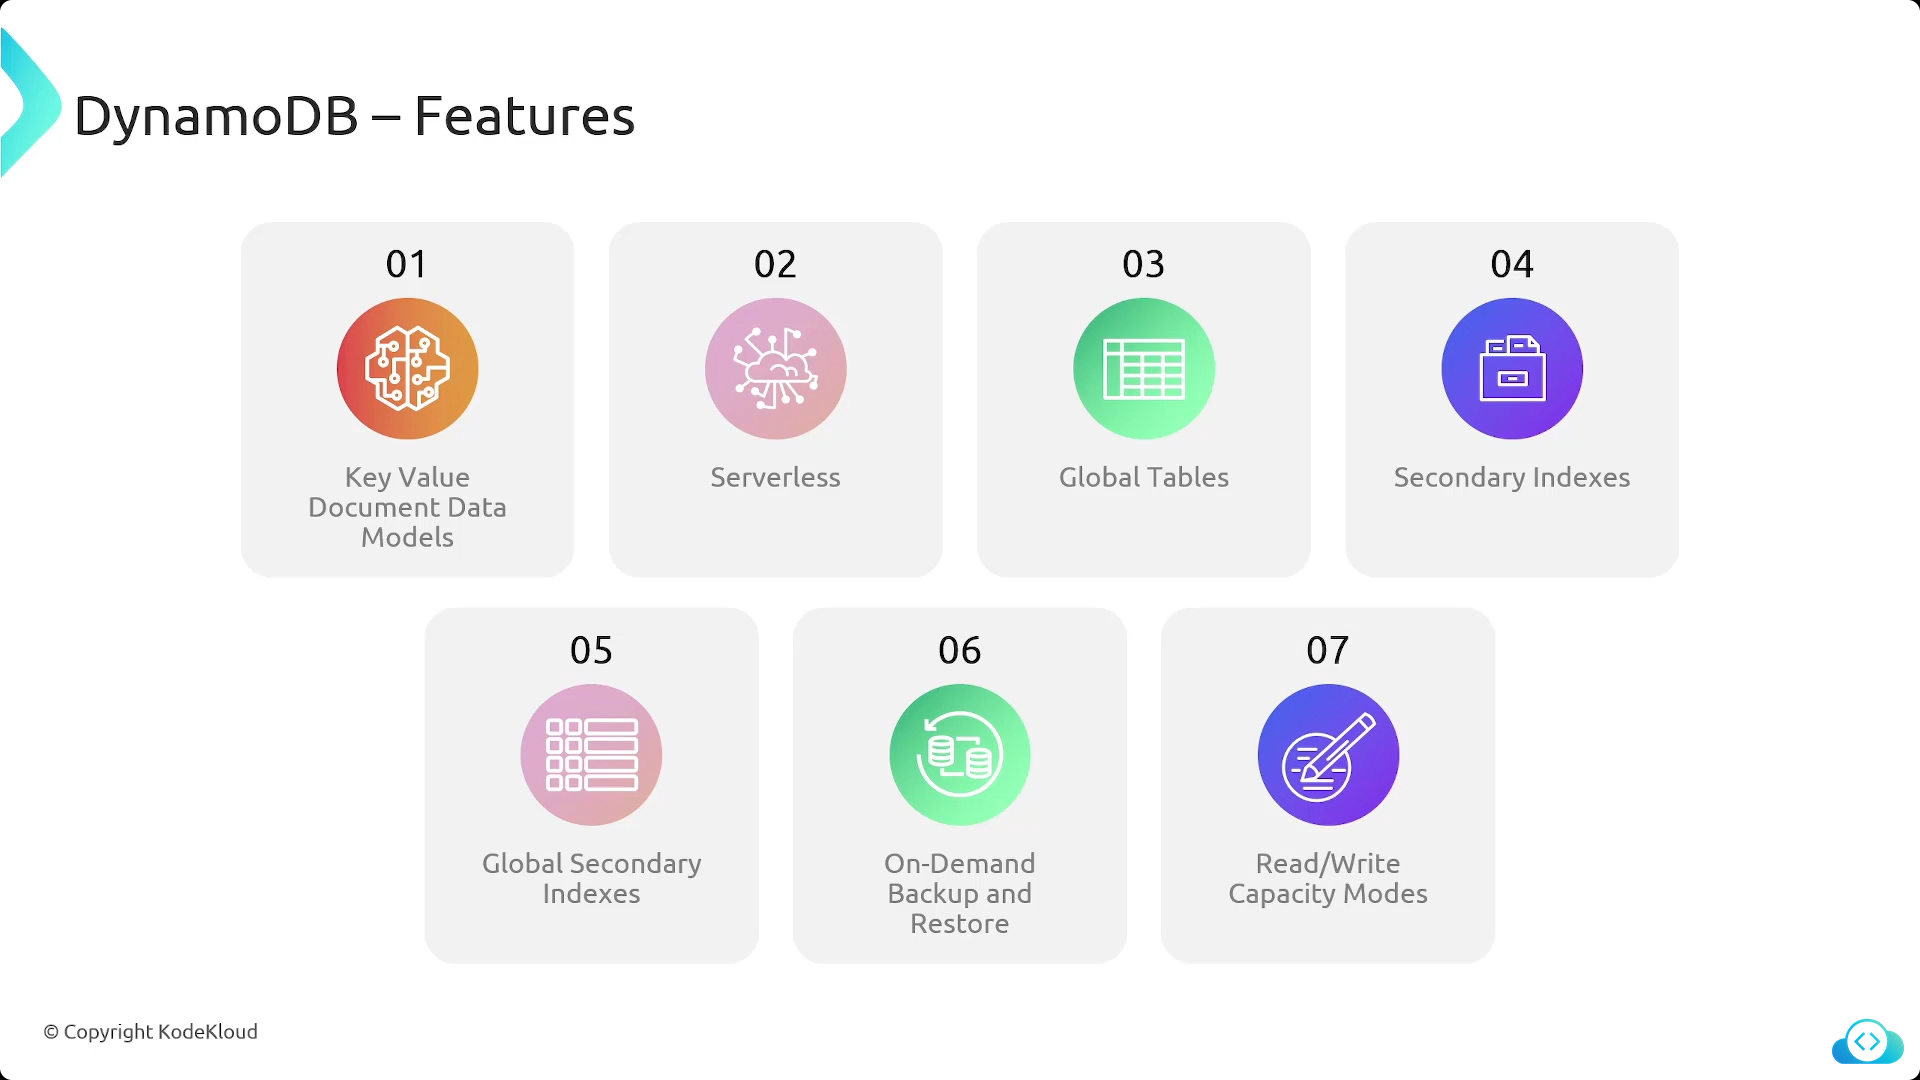 DynamoDB – Features
01
Key Value
Document Data
Models
02
Serverless
03
Global Tables
04
Secondary Indexes
05
Global Secondary
Indexes
06
On-Demand
Backup and
Restore
07
Read/Write
Capacity Modes
© Copyright KodeKloud